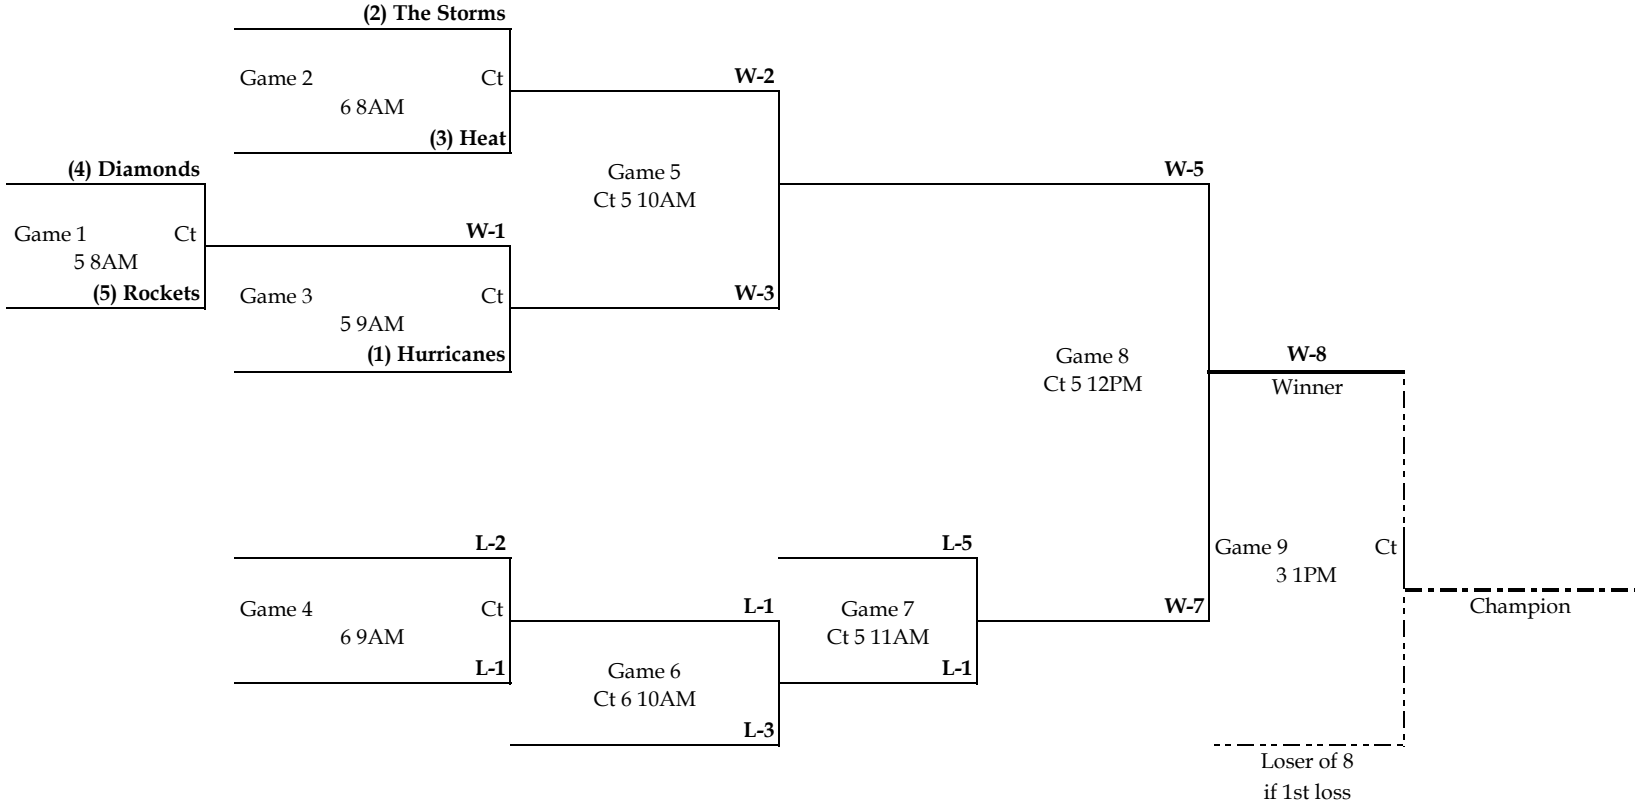 (2) The Storms
Game 2 Ct
6 8AM
(3) Heat
W-2
(4) Diamonds
Game 1 Ct
5 8AM
(5) Rockets
W-1
Game 3 Ct
5 9AM
(1) Hurricanes
Game 5
Ct 5 10AM
W-3
W-5
Game 8
Ct 5 12PM
W-8
Winner
L-2
Game 4 Ct
6 9AM
L-1
L-1
Game 6
Ct 6 10AM
L-3
L-5
Game 7
Ct 5 11AM
L-1
W-7
Game 9 Ct
3 1PM
Champion
Loser of 8
if 1st loss